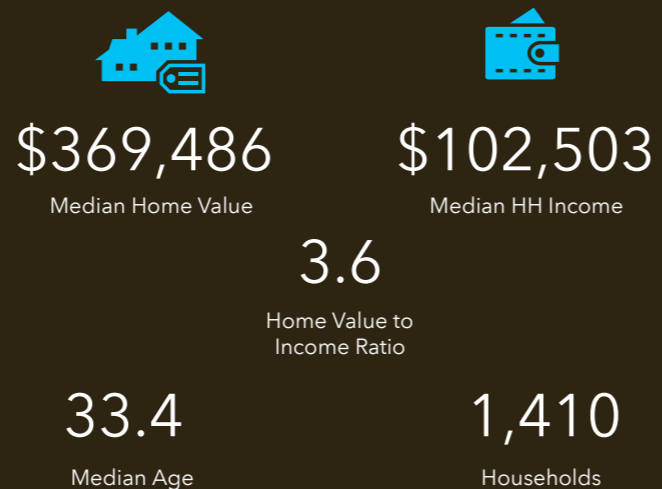 $369,486
Median Home Value
$102,503
Median HH Income
3.6
Home Value to
Income Ratio
33.4
Median Age
1,410
Households